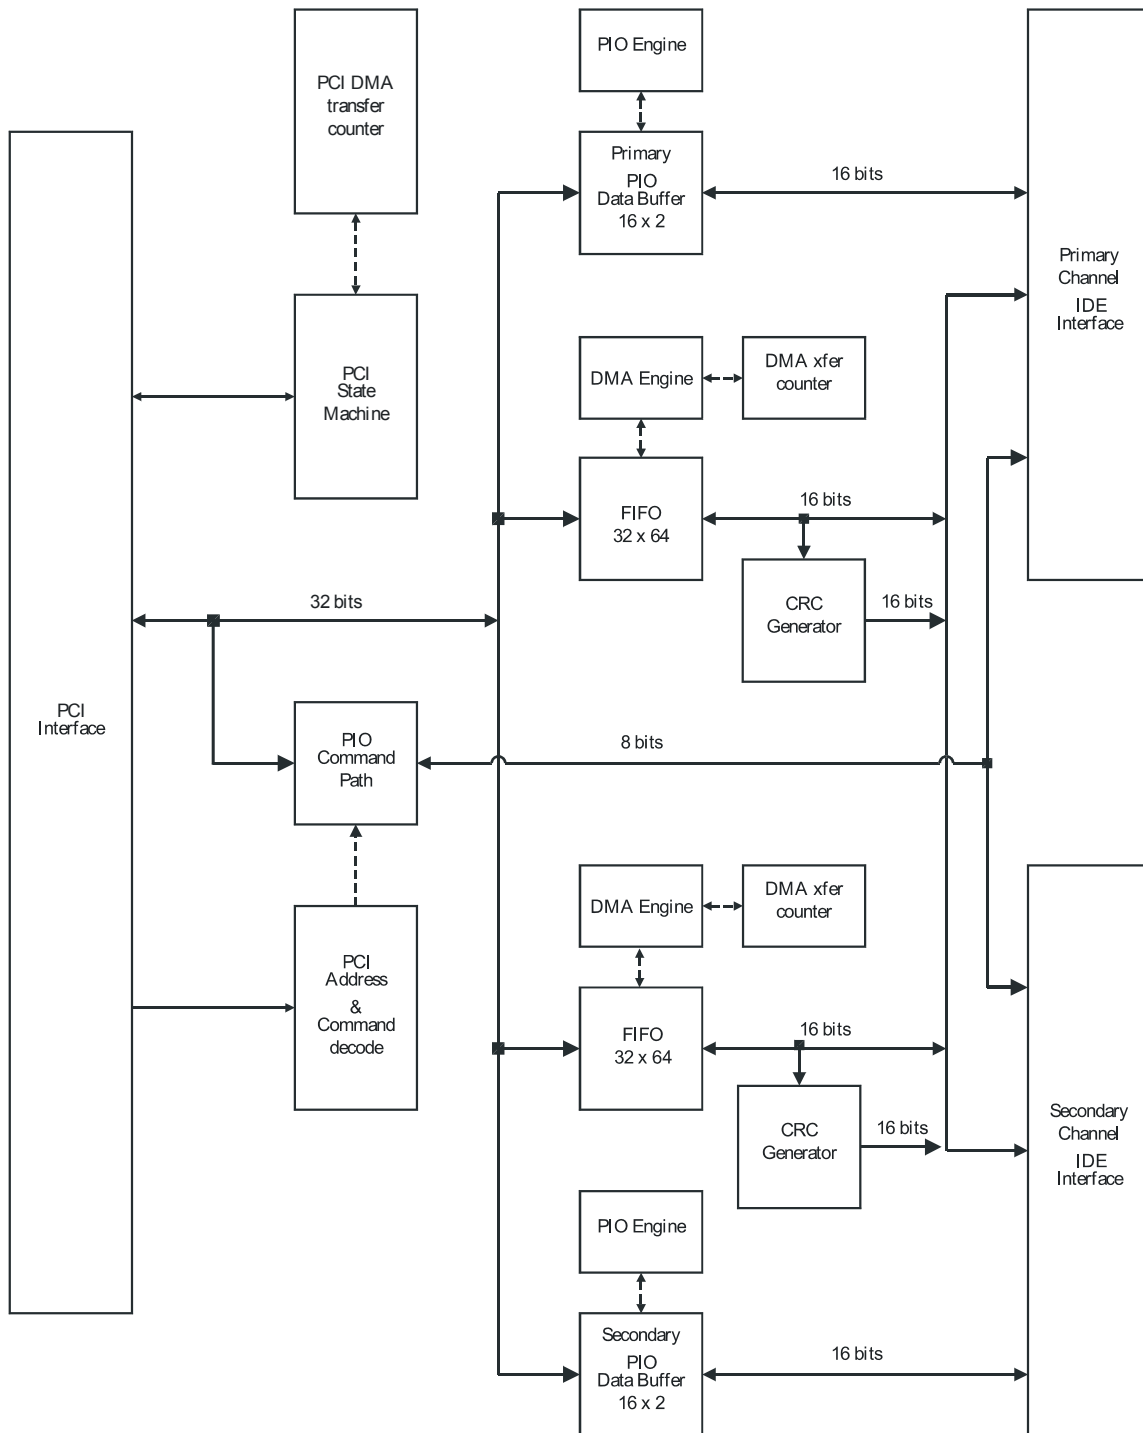 PIO Engine
PCI DMA
transfer
counter
Primary
PIO
Data Buffer
16 x 2
16 bits
Primary
Channel
IDE
Interface
PCI
State
Machine
DMA Engine
DMA xfer
counter
FIFO
32 x 64
16 bits
CRC
Generator
16 bits
32 bits
PCI
Interface
PIO
Command
Path
8 bits
DMA Engine
DMA xfer
counter
PCI
Address
&
Command
decode
FIFO
32 x 64
16 bits
CRC
Generator
16 bits
Secondary
Channel
IDE
Interface
PIO Engine
Secondary
PIO
Data Buffer
16 x 2
16 bits